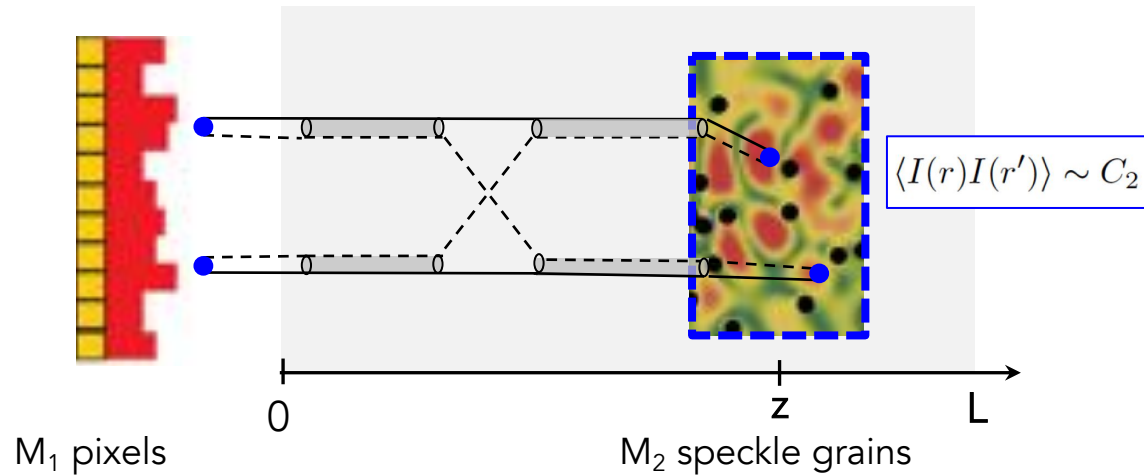 ⟨I(r)I(r′)⟩ ∼ C₂
0 z L
M₁ pixels M₂ speckle grains